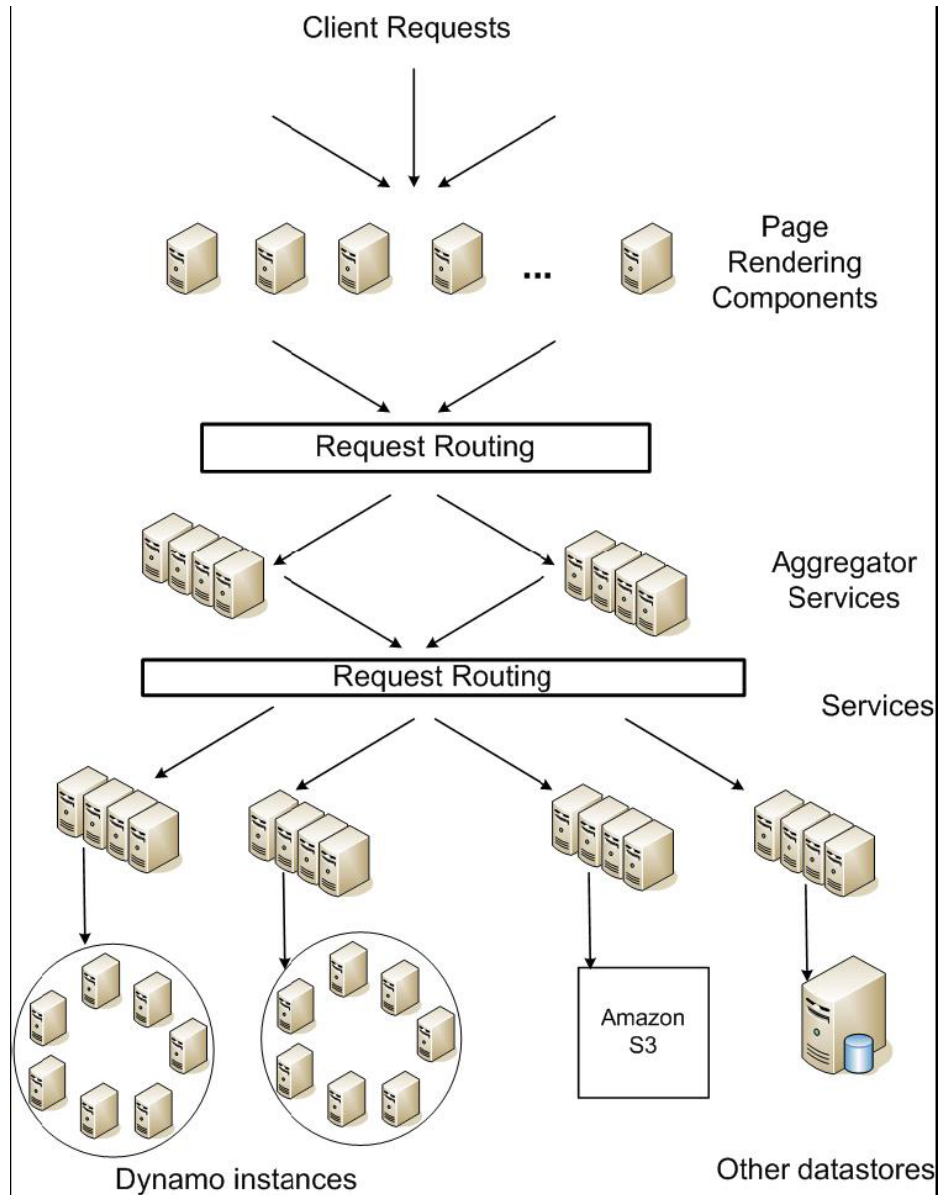 Client Requests
Page
Rendering
Components
...
Request Routing
Aggregator
Services
Request Routing
Services
Amazon
S3
Dynamo instances
Other datastores